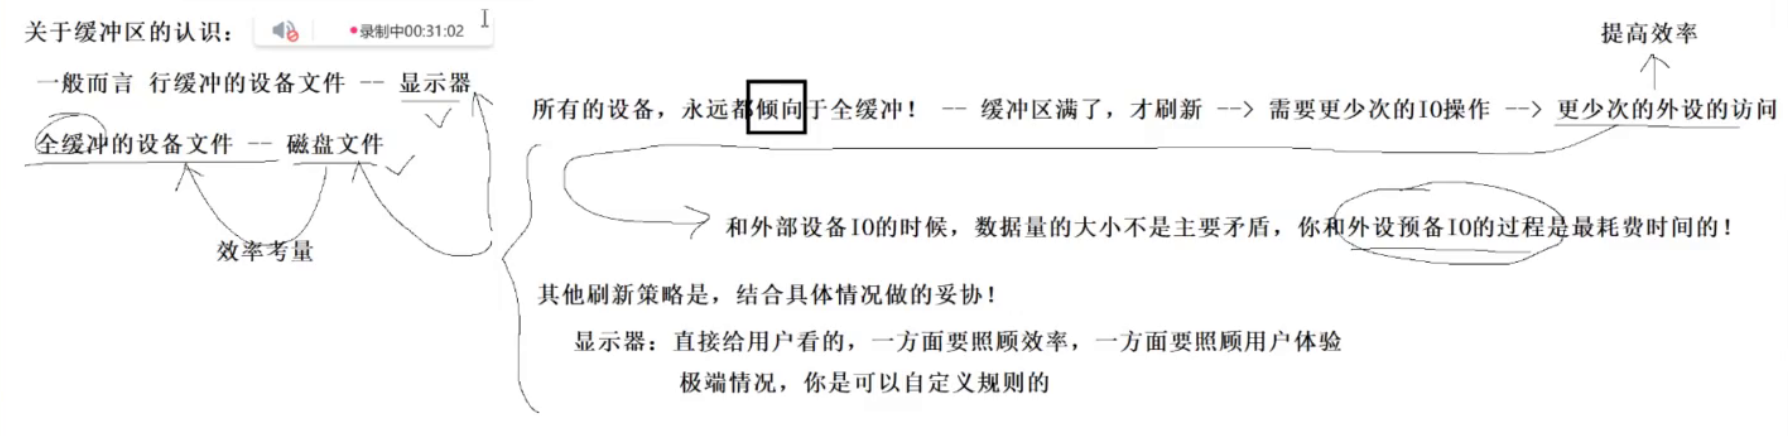 关于缓冲区的认识：
录制中00:31:02
一般而言 行缓冲的设备文件 -- 显示器
全缓冲的设备文件 -- 磁盘文件
效率考量
提高效率
所有的设备，永远都倾向于全缓冲！ -- 缓冲区满了，才刷新 --> 需要更少次的IO操作 --> 更少次的外设的访问
和外部设备IO的时候，数据量的大小不是主要矛盾，你和外设预备IO的过程是最耗费时间的！
其他刷新策略是，结合具体情况做的妥协！
显示器：直接给用户看的，一方面要照顾效率，一方面要照顾用户体验
极端情况，你是可以自定义规则的